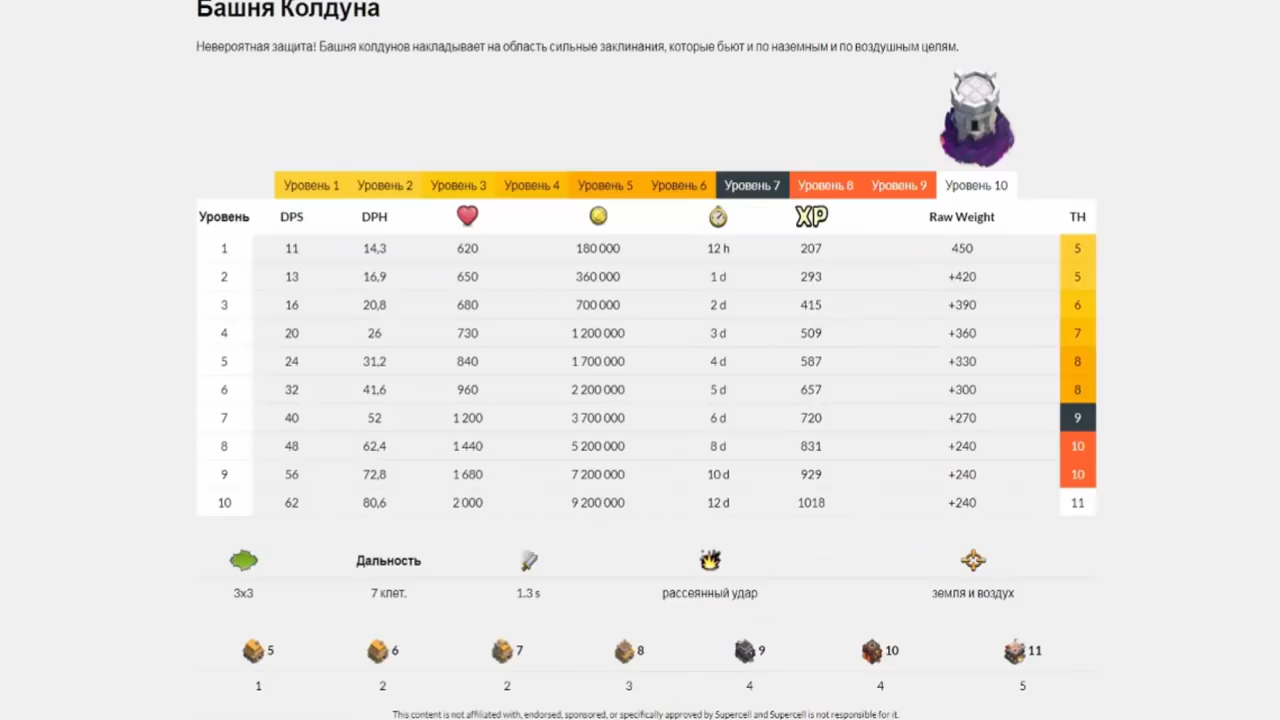 Башня Колдуна
Невероятная защита! Башня колдунов накладывает на область сильные заклинания, которые бьют и по наземным и по воздушным целям.
Уровень 1 Уровень 2 Уровень 3 Уровень 4 Уровень 5 Уровень 6 Уровень 7 Уровень 8 Уровень 9 Уровень 10
Уровень DPS DPH XP Raw Weight TH
1 11 14,3 620 180 000 12 h 207 450 5
2 13 16,9 650 360 000 1 d 293 +420 5
3 16 20,8 680 700 000 2 d 415 +390 6
4 20 26 730 1 200 000 3 d 509 +360 7
5 24 31,2 840 1 700 000 4 d 587 +330 8
6 32 41,6 960 2 200 000 5 d 657 +300 8
7 40 52 1 200 3 700 000 6 d 720 +270 9
8 48 62,4 1 440 5 200 000 8 d 831 +240 10
9 56 72,8 1 680 7 200 000 10 d 929 +240 10
10 62 80,6 2 000 9 200 000 12 d 1018 +240 11
Дальность
3x3 7 клет. 1.3 s рассеянный удар земля и воздух
5 6 7 8 9 10 11
1 2 2 3 4 4 5
This content is not affiliated with, endorsed, sponsored, or specifically approved by Supercell and Supercell is not responsible for it.